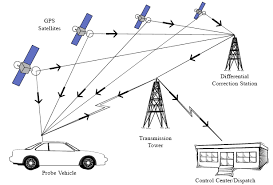 GPS
Satellites
Differential
Correction Station
Transmission
Tower
Probe Vehicle
Control Center/Dispatch